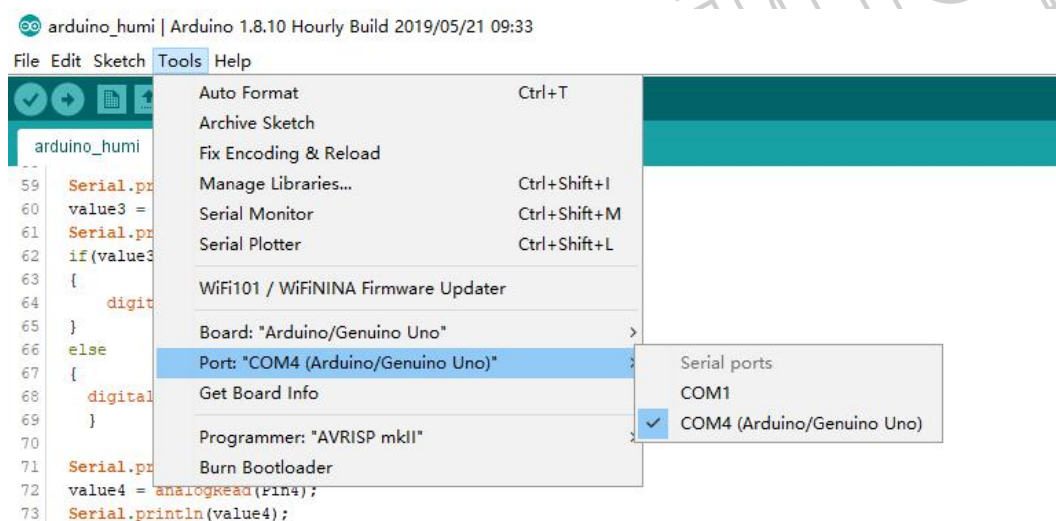 arduino_humi | Arduino 1.8.10 Hourly Build 2019/05/21 09:33
File Edit Sketch Tools Help
Auto Format Ctrl+T
Archive Sketch
arduino_humi
Fix Encoding & Reload
59 Serial.pr
Manage Libraries... Ctrl+Shift+I
60 value3 =
Serial Monitor Ctrl+Shift+M
61 Serial.pr
Serial Plotter Ctrl+Shift+L
62 if(value3
63 {
WiFi101 / WiFiNINA Firmware Updater
64 digit
65 }
Board: "Arduino/Genuino Uno" >
66 else
Port: "COM4 (Arduino/Genuino Uno)"
Serial ports
67 {
68 digital
Get Board Info
COM1
69 }
COM4 (Arduino/Genuino Uno)
70
Programmer: "AVRISP mkII"
71 Serial.pr
Burn Bootloader
72 value4 = analogRead(Pin4);
73 Serial.println(value4);